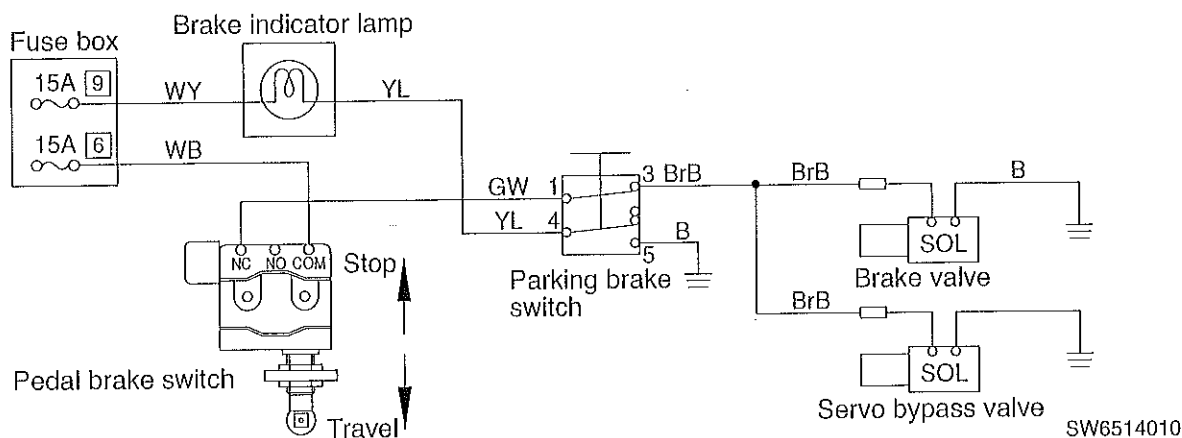 Brake indicator lamp
Fuse box
15A 9
WY
YL
15A 6
WB
GW 1
3 BrB
BrB
B
YL 4
B
5
SOL
NC NO COM
Stop
Parking brake
switch
Brake valve
BrB
Pedal brake switch
SOL
Travel
Servo bypass valve
SW6514010